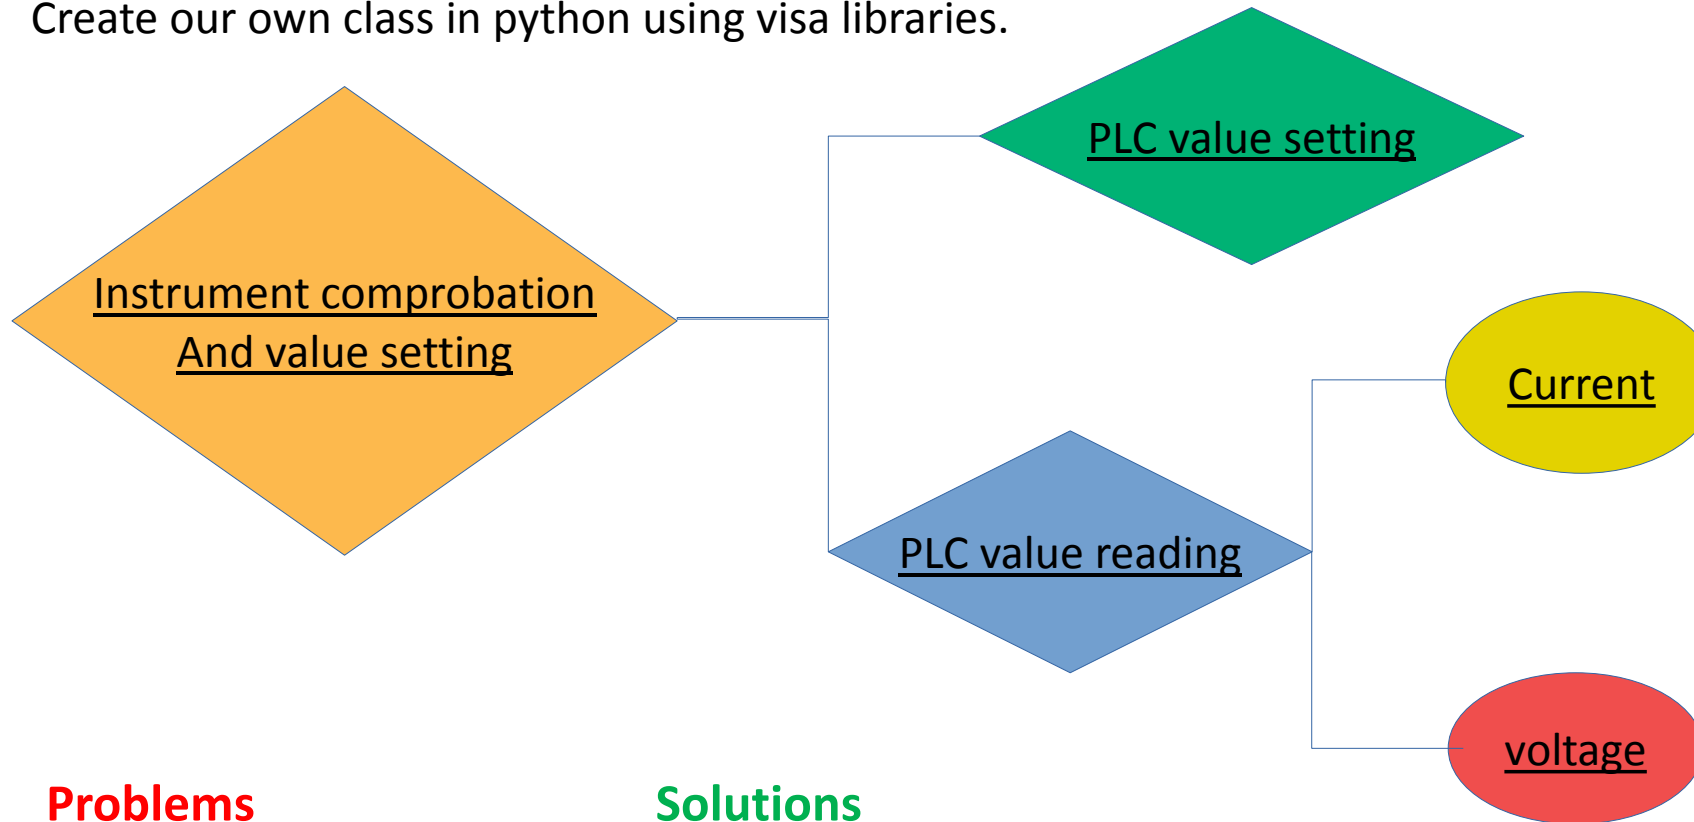 Create our own class in python using visa libraries.
PLC value setting
Instrument comprobation
And value setting
Current
PLC value reading
voltage
Problems
Solutions